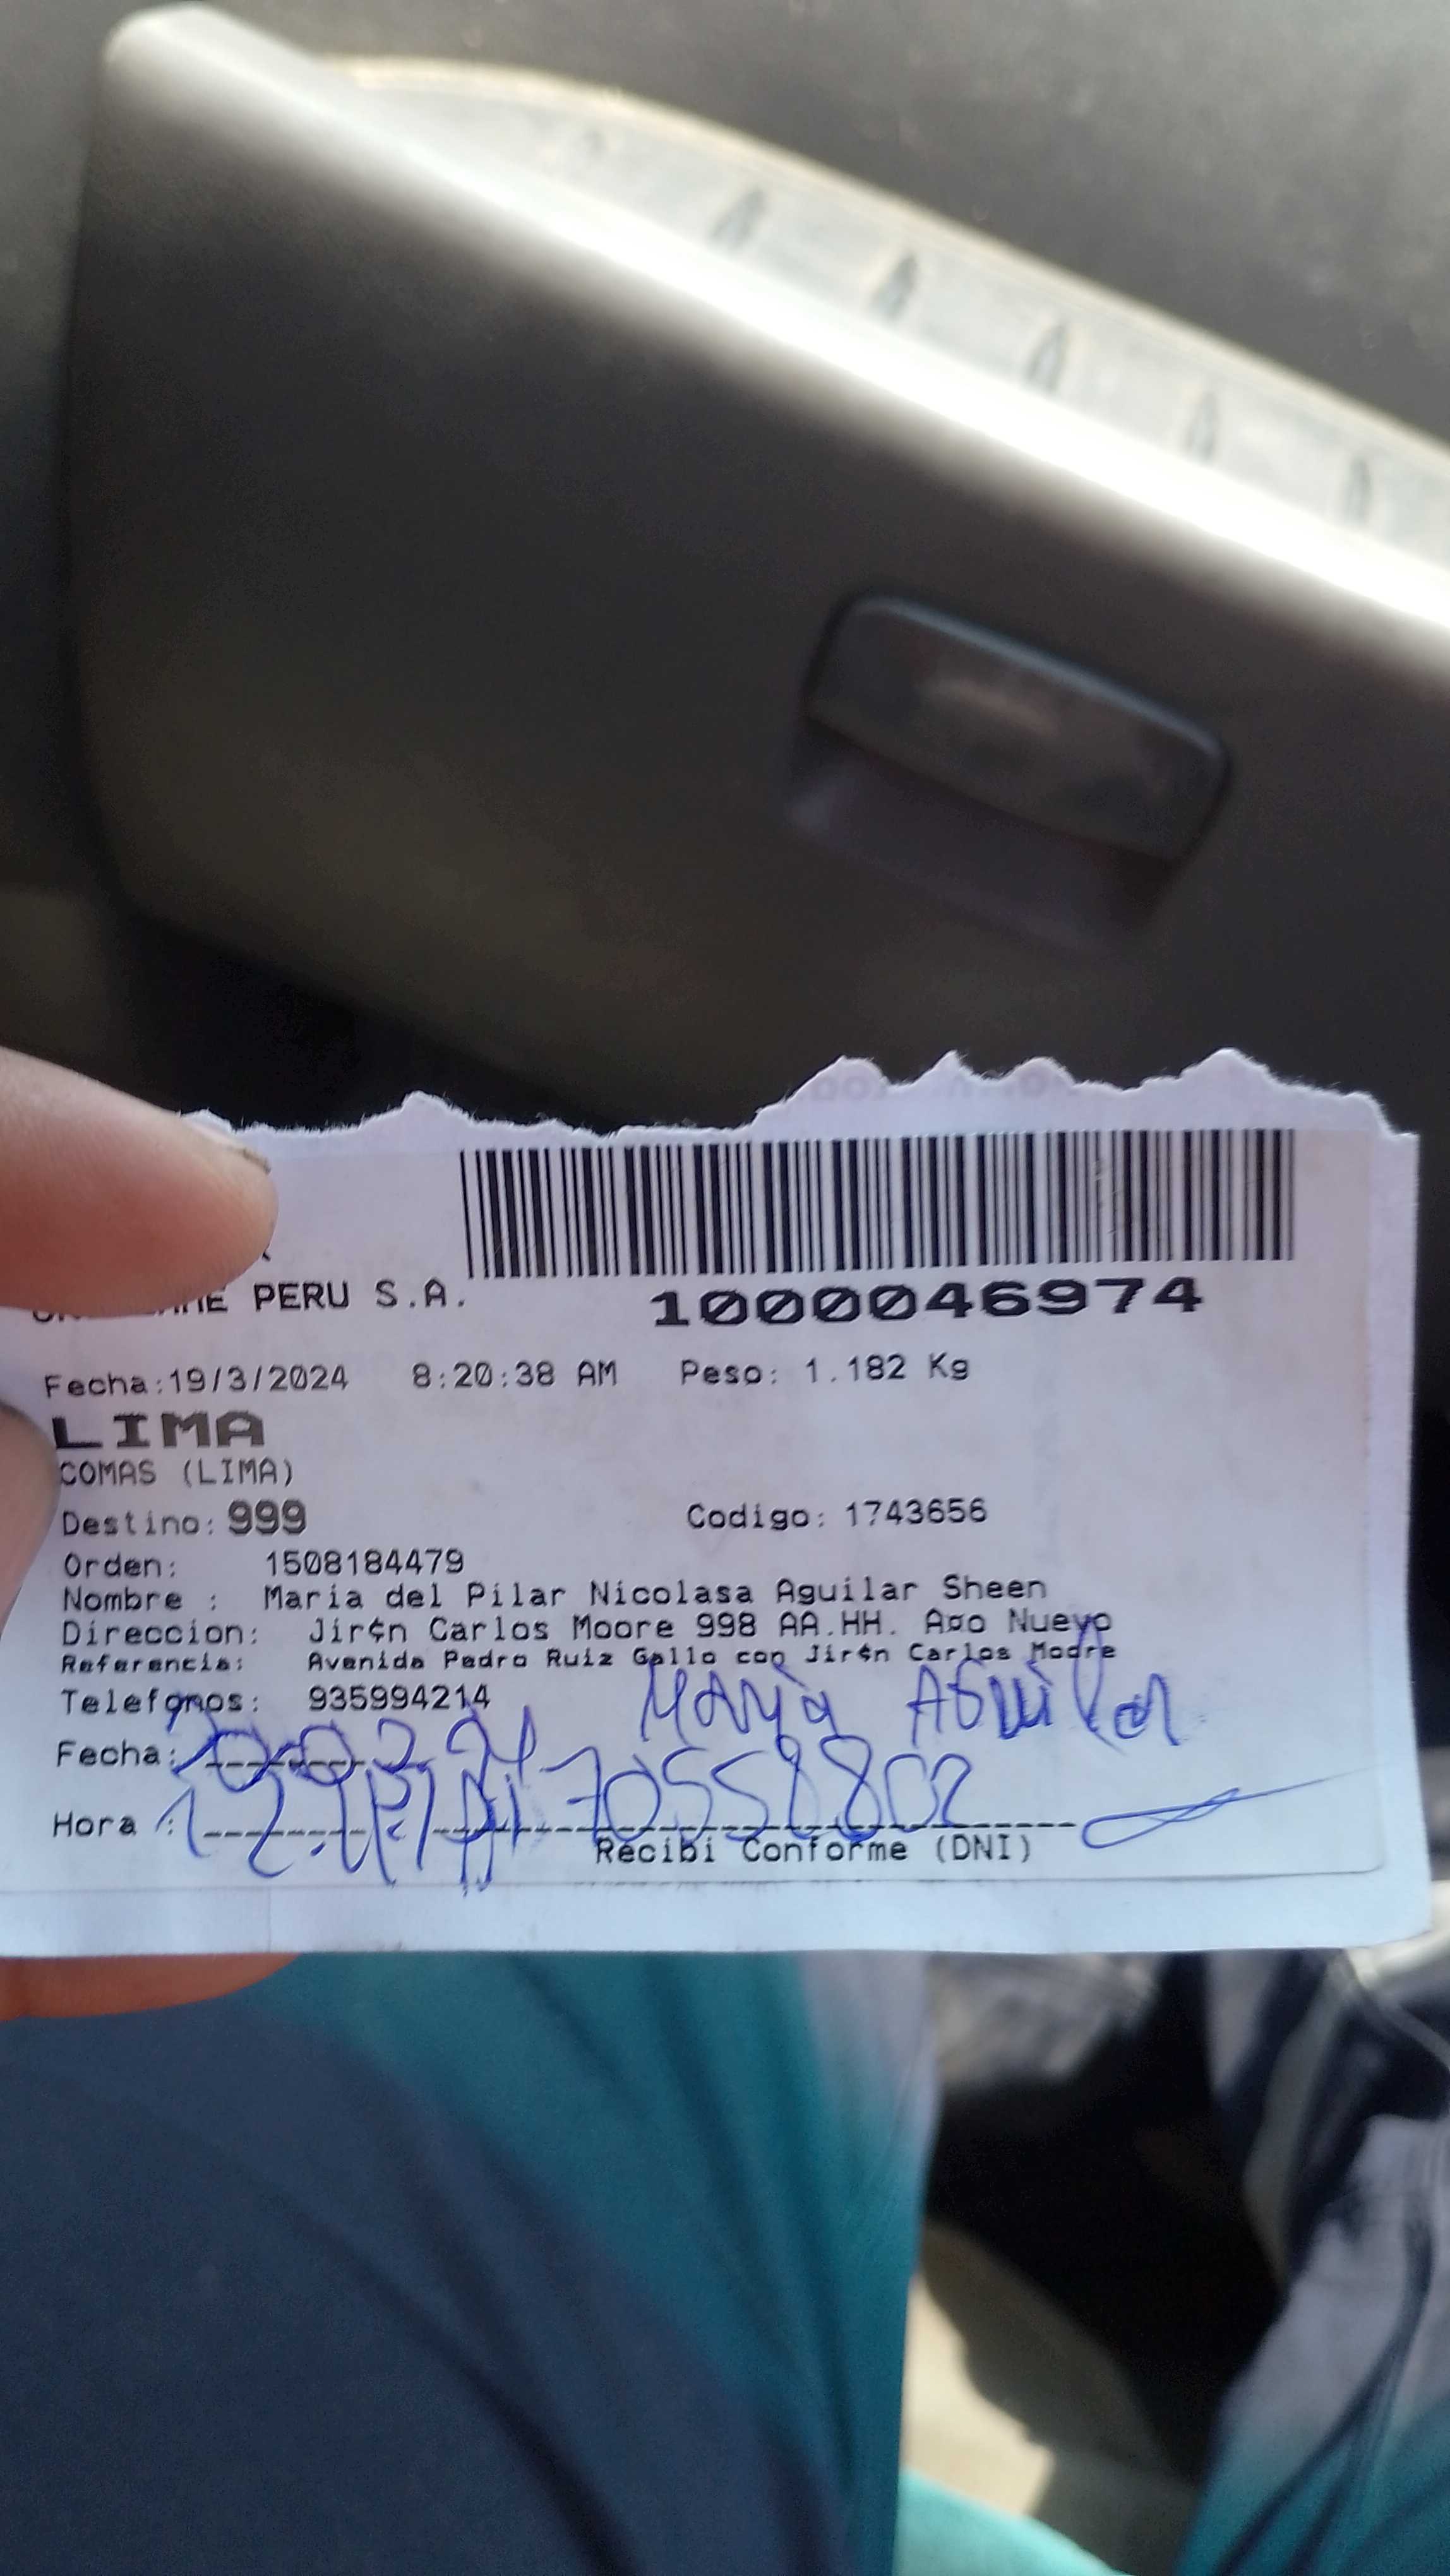 PERU S.A.
1000046974
Fecha:19/3/2024 8:20:38 AM Peso: 1.182 Kg
LIMA
COMAS (LIMA)
Destino: 999 Codigo: 1743656
Orden: 1508184479
Nombre : Maria del Pilar Nicolasa Aguilar Sheen
Direccion: Jir¢n Carlos Moore 998 AA.HH. A¤o Nuevo
Referencia: Avenida Pedro Ruiz Gallo con Jir¢n Carlos Moore
Telefonos: 935994214
María Aguilar
Fecha:
70558802
Hora :
Recibi Conforme (DNI)